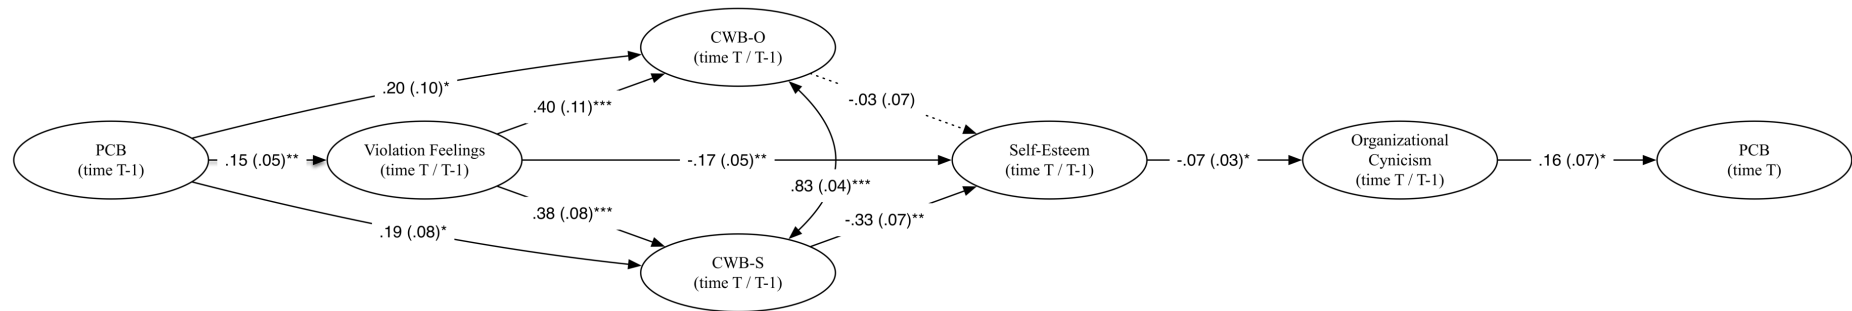 PCB
(time T-1)
.20 (.10)*
.15 (.05)**
.19 (.08)*
Violation Feelings
(time T / T-1)
.40 (.11)***
-.17 (.05)**
.38 (.08)***
CWB-O
(time T / T-1)
.83 (.04)***
CWB-S
(time T / T-1)
-.03 (.07)
-.33 (.07)**
Self-Esteem
(time T / T-1)
-.07 (.03)*
Organizational
Cynicism
(time T / T-1)
.16 (.07)*
PCB
(time T)